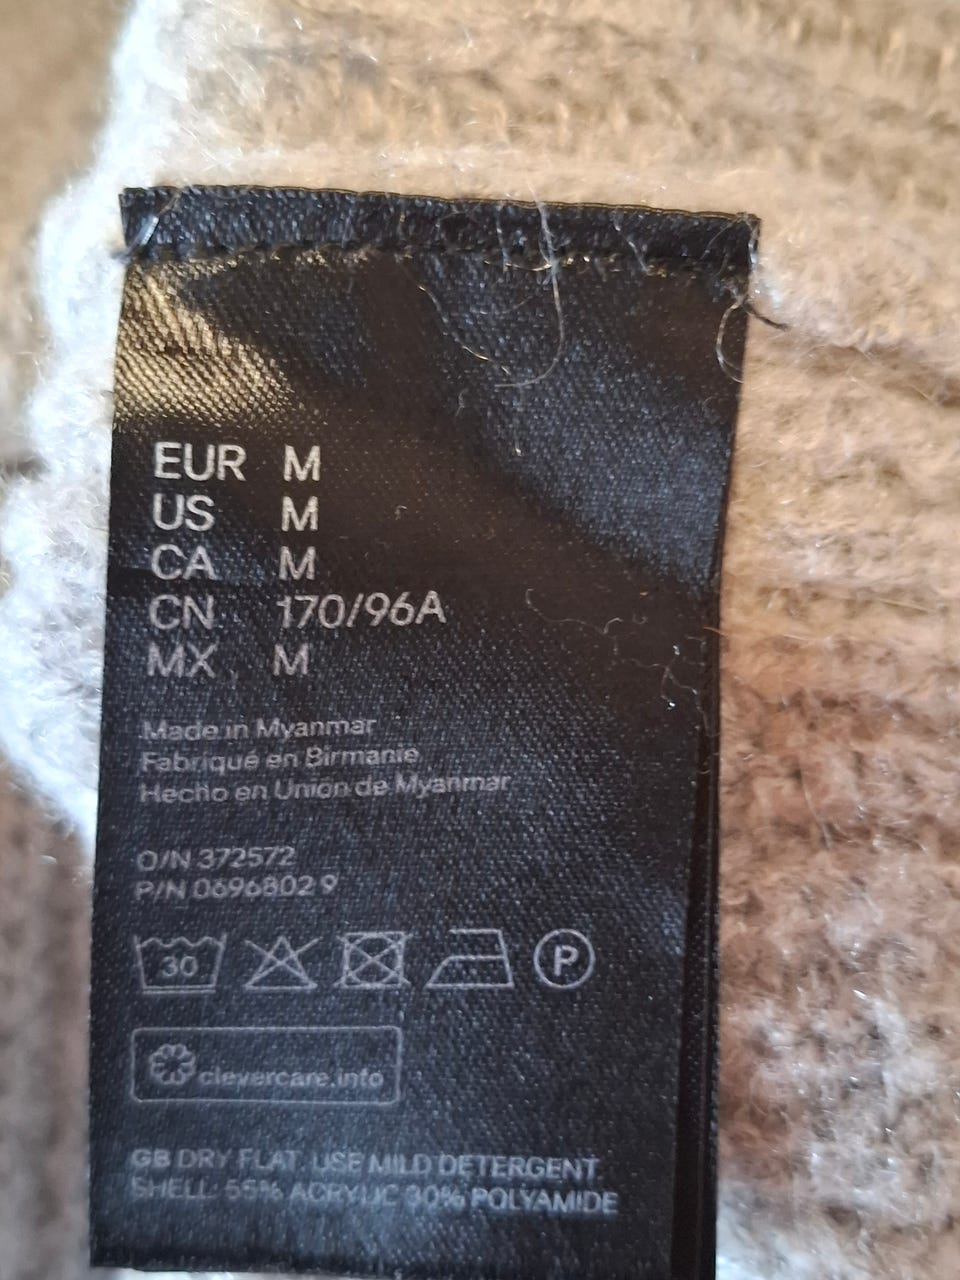 EUR M
US M
CA M
CN 170/96A
MX M
Made in Myanmar
Fabriqué en Birmanie
Hecho en Unión de Myanmar
O/N 372572
P/N 0696802 9
30 P
clevercare.info
GB DRY FLAT. USE MILD DETERGENT.
SHELL: 55% ACRYLIC 30% POLYAMIDE